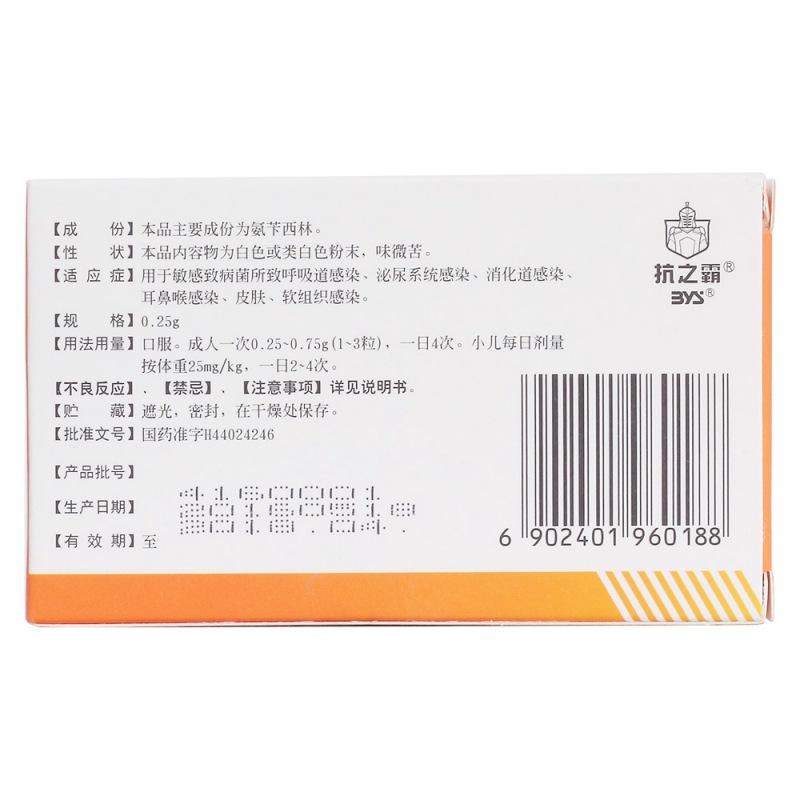 【成 份】本品主要成份为氨苄西林。
【性 状】本品内容物为白色或类白色粉末，味微苦。
【适 应 症】用于敏感致病菌所致呼吸道感染、泌尿系统感染、消化道感染、
耳鼻喉感染、皮肤、软组织感染。
【规 格】0.25g
【用法用量】口服。成人一次0.25~0.75g(1~3粒)，一日4次。小儿每日剂量
按体重25mg/kg，一日2~4次。
【不良反应】、【禁忌】、【注意事项】详见说明书。
【贮 藏】遮光，密封，在干燥处保存。
【批准文号】国药准字H44024246
【产品批号】
【生产日期】
【有 效 期】至
抗之霸®
BYS®
6 902401 960188